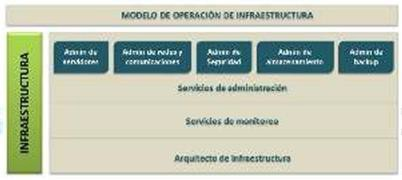 MODELO DE OPERACIÓN DE INFRAESTRUCTURA
INFRAESTRUCTURA
Admin de
servidores
Admin de redes y
comunicaciones
Admin de
Seguridad
Admin de
almacenamiento
Admin de
backup
Servicios de administración
Servicios de monitoreo
Arquitecto de Infraestructura